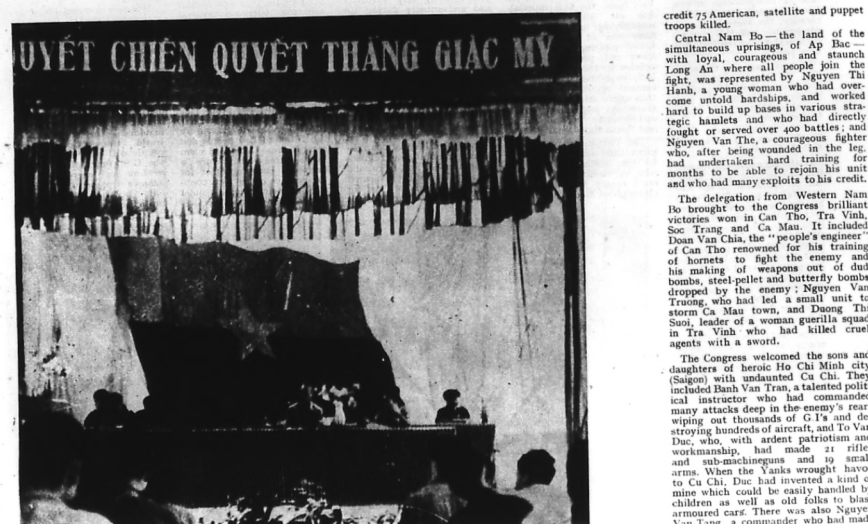 UYẾT CHIẾN QUYẾT THẮNG GIẶC MỸ
credit 75 American, satellite and puppet
troops killed.
Central Nam Bo — the land of the
simultaneous uprisings, of Ap Bac —
with loyal, courageous and staunch
Long An where all people join the
fight, was represented by Nguyen Thi
Hanh, a young woman who had over-
come untold hardships, and worked
hard to build up bases in various stra-
tegic hamlets and who had directly
fought or served over 400 battles; and
Nguyen Van The, a courageous fighter
who, after being wounded in the leg,
had undertaken hard training for
months to be able to rejoin his unit
and who had many exploits to his credit.
The delegation from Western Nam
Bo brought to the Congress brilliant
victories won in Can Tho, Tra Vinh,
Soc Trang and Ca Mau. It included
Doan Van Chia, the "people's engineer"
of Can Tho renowned for his training
of hornets to fight the enemy and
his making of weapons out of dud
bombs, steel-pellet and butterfly bombs
dropped by the enemy; Nguyen Van
Truong, who had led a small unit to
storm Ca Mau town, and Duong Thi
Suoi, leader of a woman guerilla squad
in Tra Vinh who had killed cruel
agents with a sword.
The Congress welcomed the sons and
daughters of heroic Ho Chi Minh city
(Saigon) with undaunted Cu Chi. They
included Banh Van Tran, a talented polit-
ical instructor who had commanded
many attacks deep in the enemy's rear
wiping out thousands of G I's and de-
stroying hundreds of aircraft, and To Van
Duc, who, with ardent patriotism and
workmanship, had made 21 rifles
and sub-machineguns and 19 small
arms. When the Yanks wrought havoc
to Cu Chi, Duc had invented a kind o
mine which could be easily handled b
children as well as old folks to blas
armoured cars. There was also Nguye
Van Tang, a commander who had mad